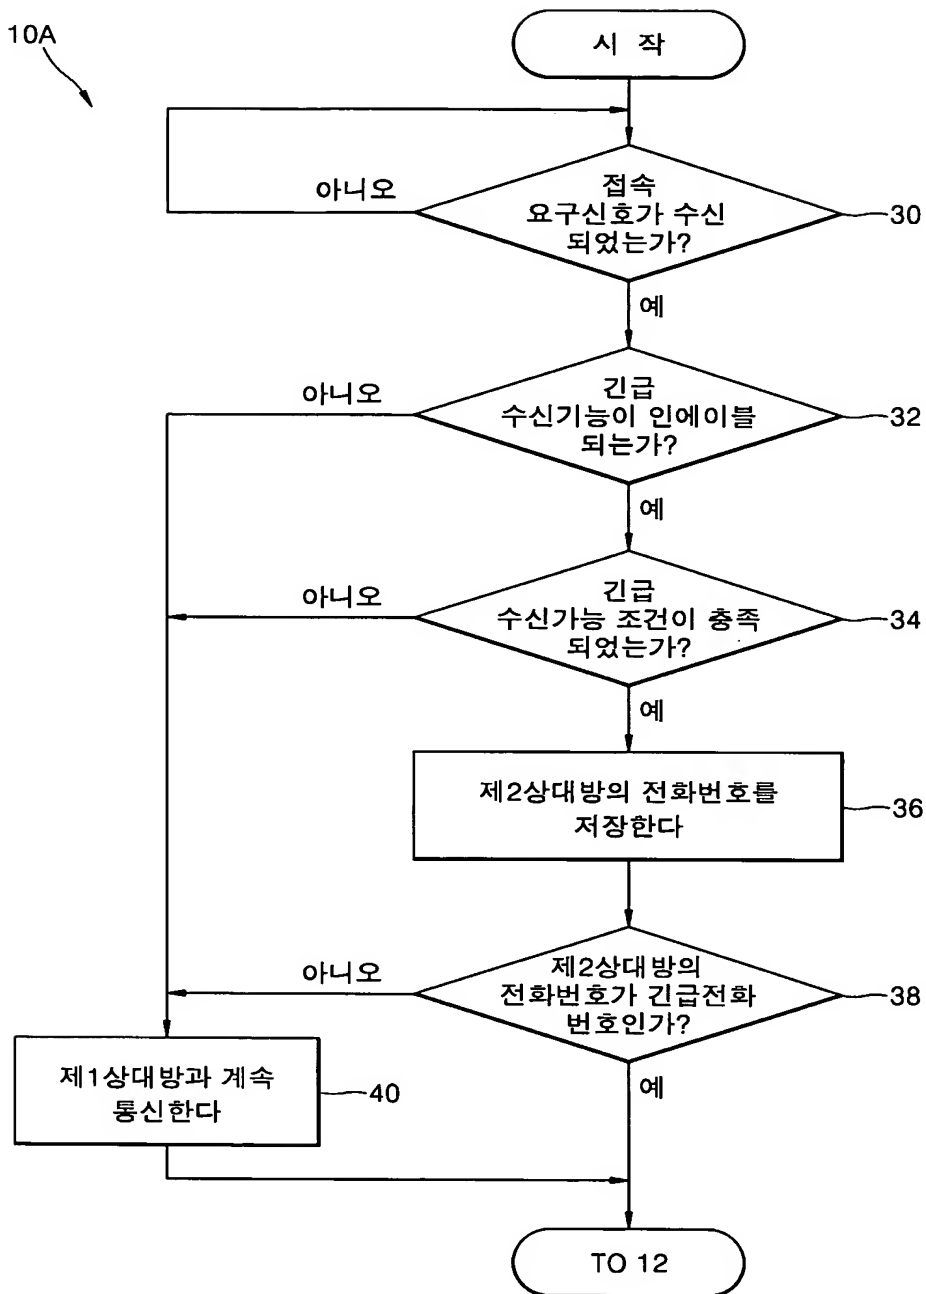 10A
시 작
접속
요구신호가 수신
되었는가?
30
아니오
예
긴급
수신기능이 인에이블
되는가?
32
아니오
예
긴급
수신가능 조건이 충족
되었는가?
34
아니오
예
제2상대방의 전화번호를
저장한다
36
제2상대방의
전화번호가 긴급전화
번호인가?
38
아니오
예
제1상대방과 계속
통신한다
40
TO 12